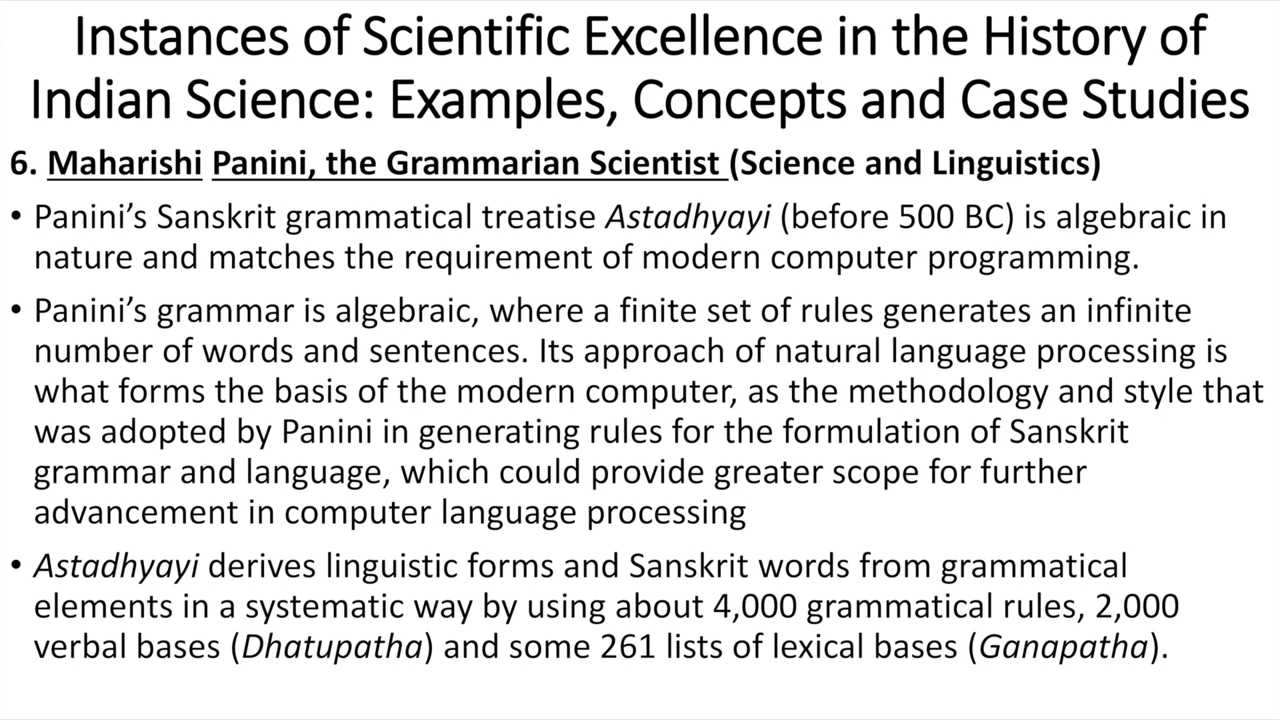 Instances of Scientific Excellence in the History of
Indian Science: Examples, Concepts and Case Studies
6. Maharishi Panini, the Grammarian Scientist (Science and Linguistics)
• Panini's Sanskrit grammatical treatise Astadhyayi (before 500 BC) is algebraic in
nature and matches the requirement of modern computer programming.
• Panini's grammar is algebraic, where a finite set of rules generates an infinite
number of words and sentences. Its approach of natural language processing is
what forms the basis of the modern computer, as the methodology and style that
was adopted by Panini in generating rules for the formulation of Sanskrit
grammar and language, which could provide greater scope for further
advancement in computer language processing
• Astadhyayi derives linguistic forms and Sanskrit words from grammatical
elements in a systematic way by using about 4,000 grammatical rules, 2,000
verbal bases (Dhatupatha) and some 261 lists of lexical bases (Ganapatha).